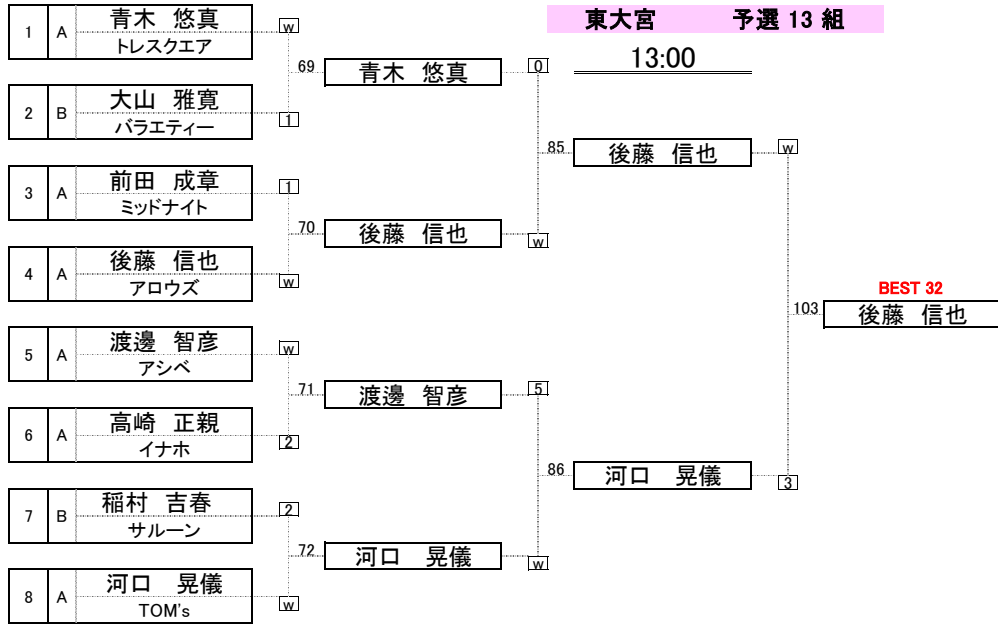 東大宮 予選 13 組
13:00
1 A 青木 悠真 W
トレスクエア
69 青木 悠真 0
2 B 大山 雅寛 1
バラエティー
85 後藤 信也 W
3 A 前田 成章 1
ミッドナイト
70 後藤 信也 W
4 A 後藤 信也 W
アロウズ
BEST 32
103 後藤 信也
5 A 渡邊 智彦 W
アシベ
71 渡邊 智彦 5
6 A 高崎 正親 2
イナホ
86 河口 晃儀 3
7 B 稲村 吉春 2
サルーン
72 河口 晃儀 W
8 A 河口 晃儀 W
TOM's